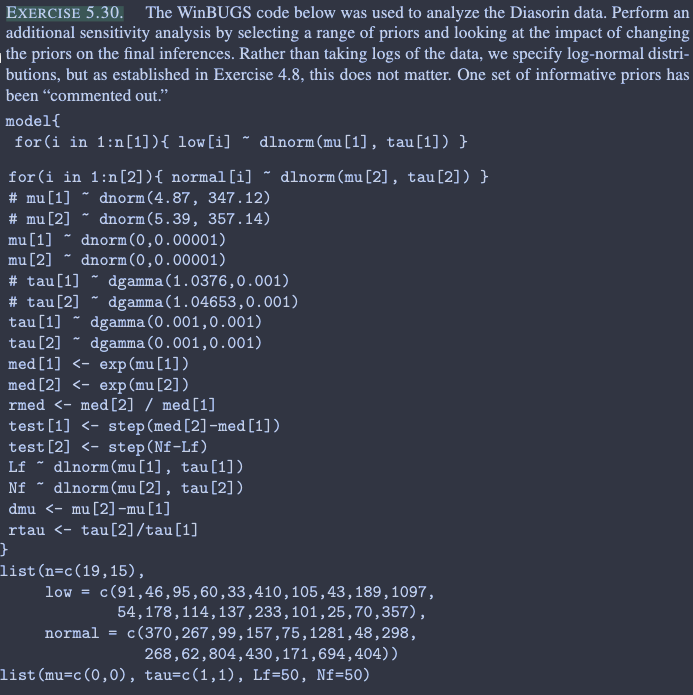 EXERCISE 5.30. The WinBUGS code below was used to analyze the Diasorin data. Perform an
additional sensitivity analysis by selecting a range of priors and looking at the impact of changing
the priors on the final inferences. Rather than taking logs of the data, we specify log-normal distri-
butions, but as established in Exercise 4.8, this does not matter. One set of informative priors has
been “commented out.”
model{
for(i in 1:n[1]){ low[i] ~ dlnorm(mu[1], tau[1]) }
for(i in 1:n[2]){ normal[i] ~ dlnorm(mu[2], tau[2]) }
# mu[1] ~ dnorm(4.87, 347.12)
# mu[2] ~ dnorm(5.39, 357.14)
mu[1] ~ dnorm(0,0.00001)
mu[2] ~ dnorm(0,0.00001)
# tau[1] ~ dgamma(1.0376,0.001)
# tau[2] ~ dgamma(1.04653,0.001)
tau[1] ~ dgamma(0.001,0.001)
tau[2] ~ dgamma(0.001,0.001)
med[1] <- exp(mu[1])
med[2] <- exp(mu[2])
rmed <- med[2] / med[1]
test[1] <- step(med[2]-med[1])
test[2] <- step(Nf-Lf)
Lf ~ dlnorm(mu[1], tau[1])
Nf ~ dlnorm(mu[2], tau[2])
dmu <- mu[2]-mu[1]
rtau <- tau[2]/tau[1]
}
list(n=c(19,15),
low = c(91,46,95,60,33,410,105,43,189,1097,
54,178,114,137,233,101,25,70,357),
normal = c(370,267,99,157,75,1281,48,298,
268,62,804,430,171,694,404))
list(mu=c(0,0), tau=c(1,1), Lf=50, Nf=50)